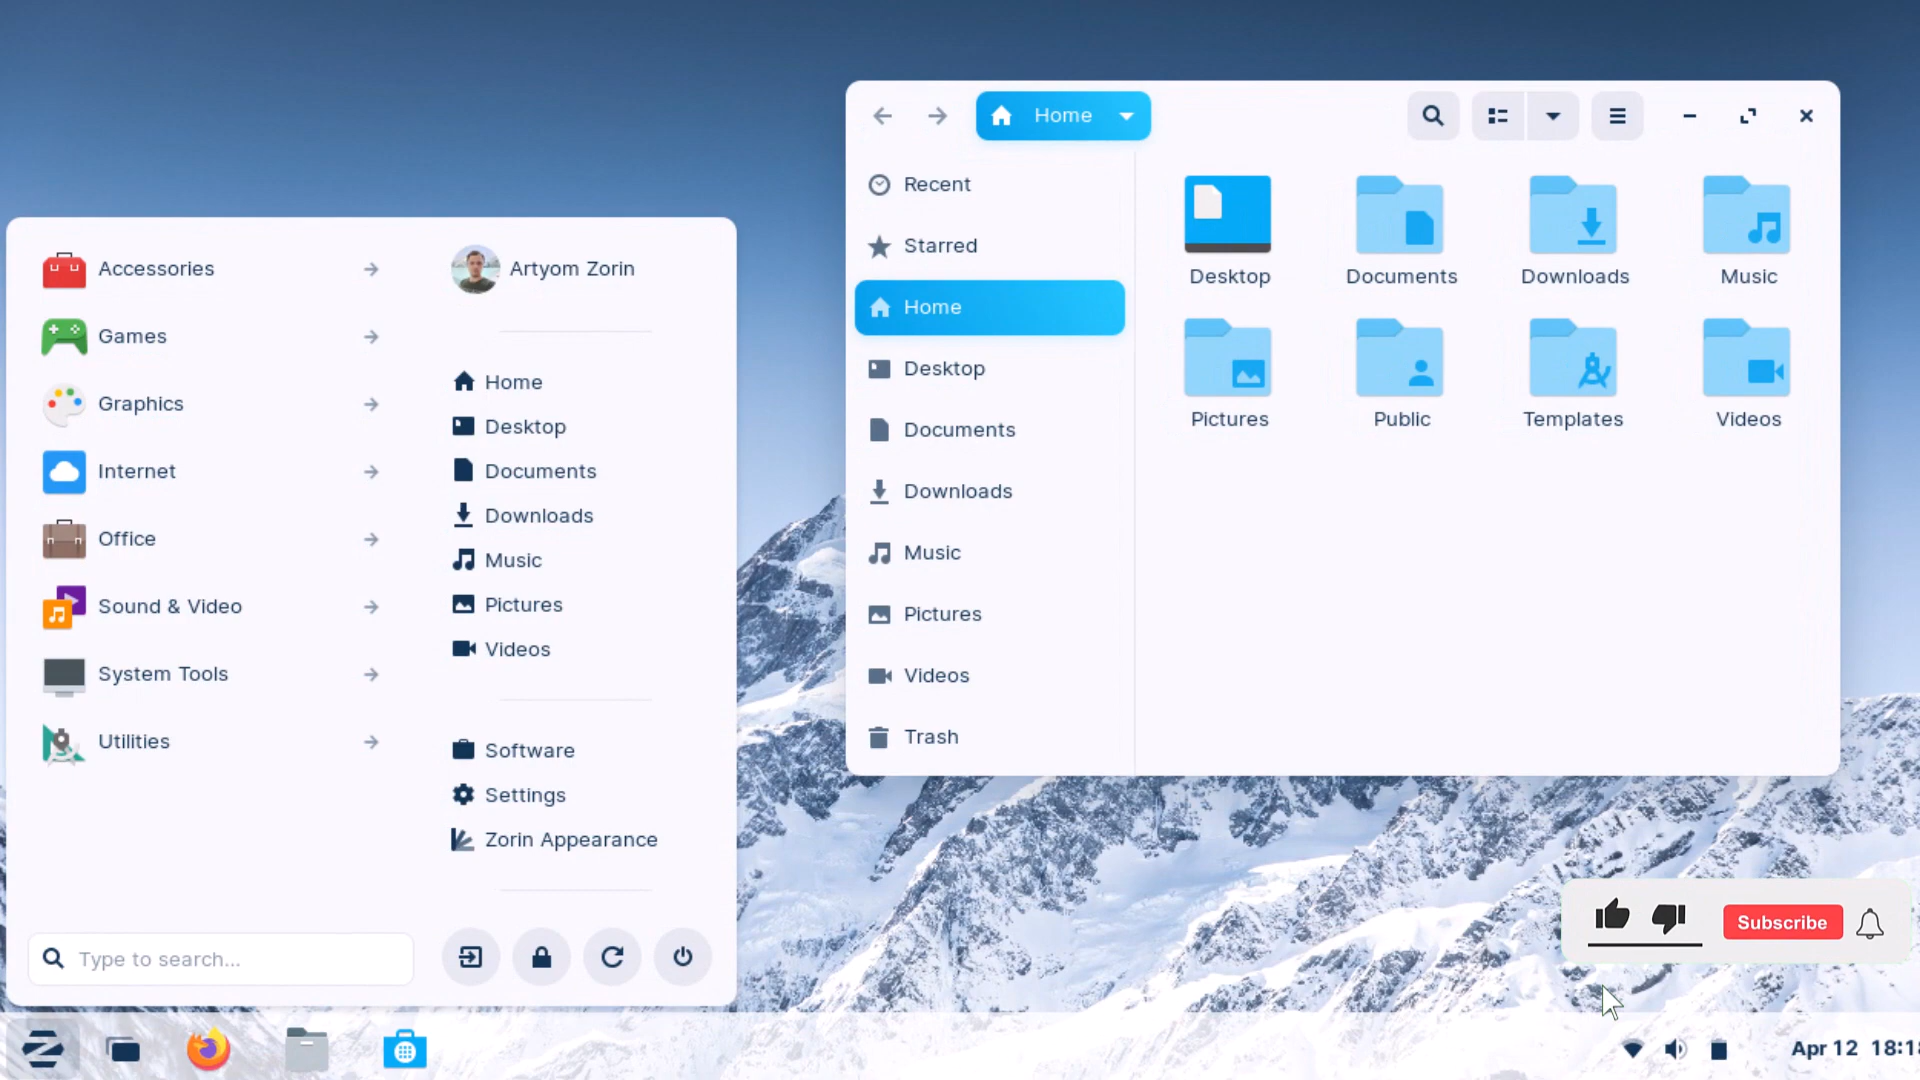 Accessories
Games
Graphics
Internet
Office
Sound & Video
System Tools
Utilities
Type to search...
Artyom Zorin
Home
Desktop
Documents
Downloads
Music
Pictures
Videos
Software
Settings
Zorin Appearance
Home
Recent
Starred
Home
Desktop
Documents
Downloads
Music
Pictures
Videos
Trash
Desktop Documents Downloads Music
Pictures Public Templates Videos
Subscribe
Apr 12